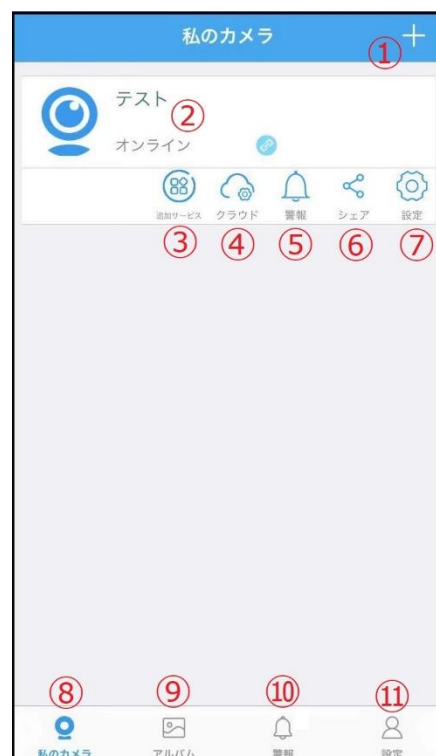 私のカメラ
①
テスト
②
オンライン
追加サービス クラウド 警報 シェア 設定
③ ④ ⑤ ⑥ ⑦
⑧ ⑨ ⑩ ⑪
私のカメラ アルバム 警報 設定